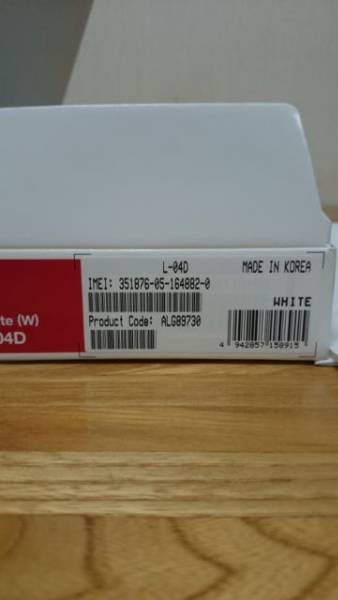 L-04D MADE IN KOREA
IMEI: 351876-05-164882-0
WHITE
Product Code: ALG89730
4 942857 158915
te (W)
04D